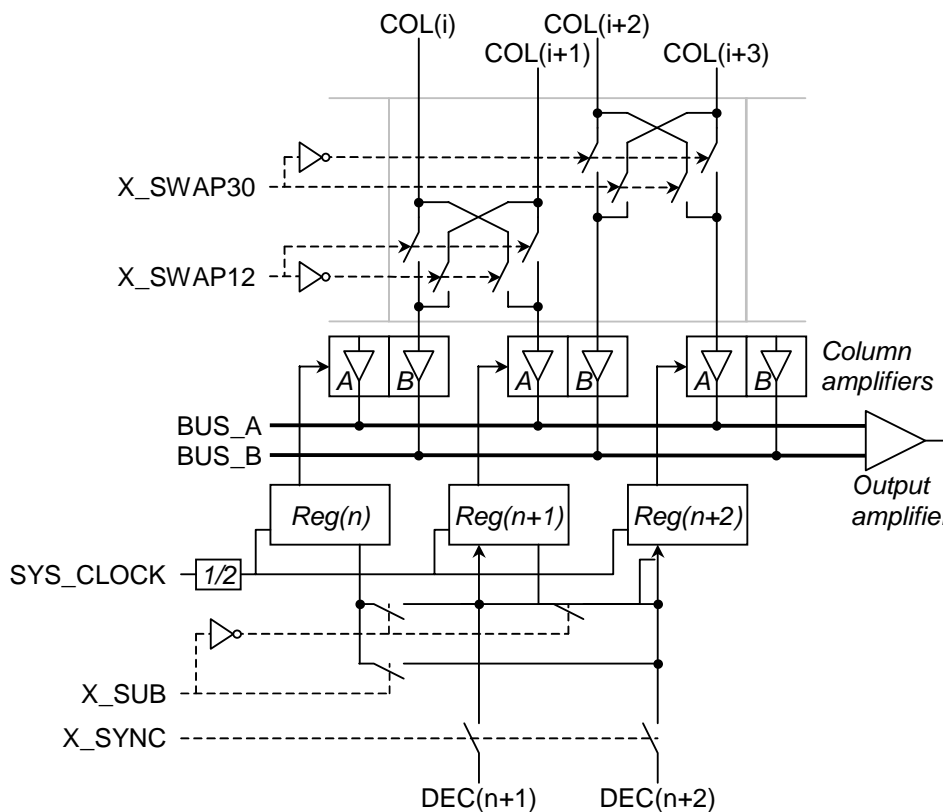 COL(i)
COL(i+2)
COL(i+1)
COL(i+3)
X_SWAP30
X_SWAP12
A
B
A
B
A
B
Column
amplifiers
BUS_A
BUS_B
Output
amplifie
Reg(n)
Reg(n+1)
Reg(n+2)
SYS_CLOCK
1/2
X_SUB
X_SYNC
DEC(n+1)
DEC(n+2)